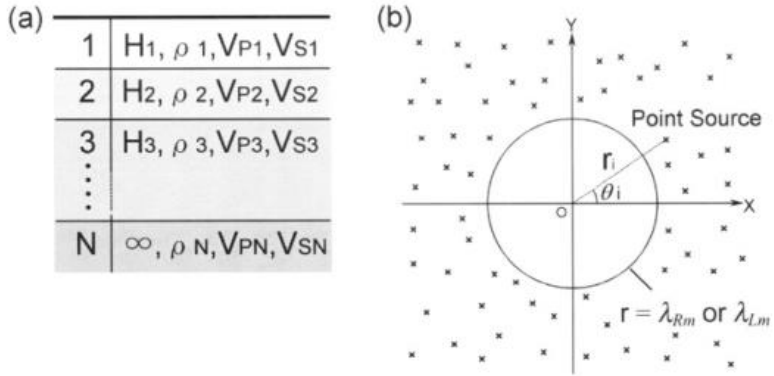 (a)
1 H1, ρ 1,VP1,VS1
2 H2, ρ 2,VP2,VS2
3 H3, ρ 3,VP3,VS3
N ∞, ρ N,VPN,VSN
(b)
Y
Point Source
ri
θi
O
X
r = λRm or λLm